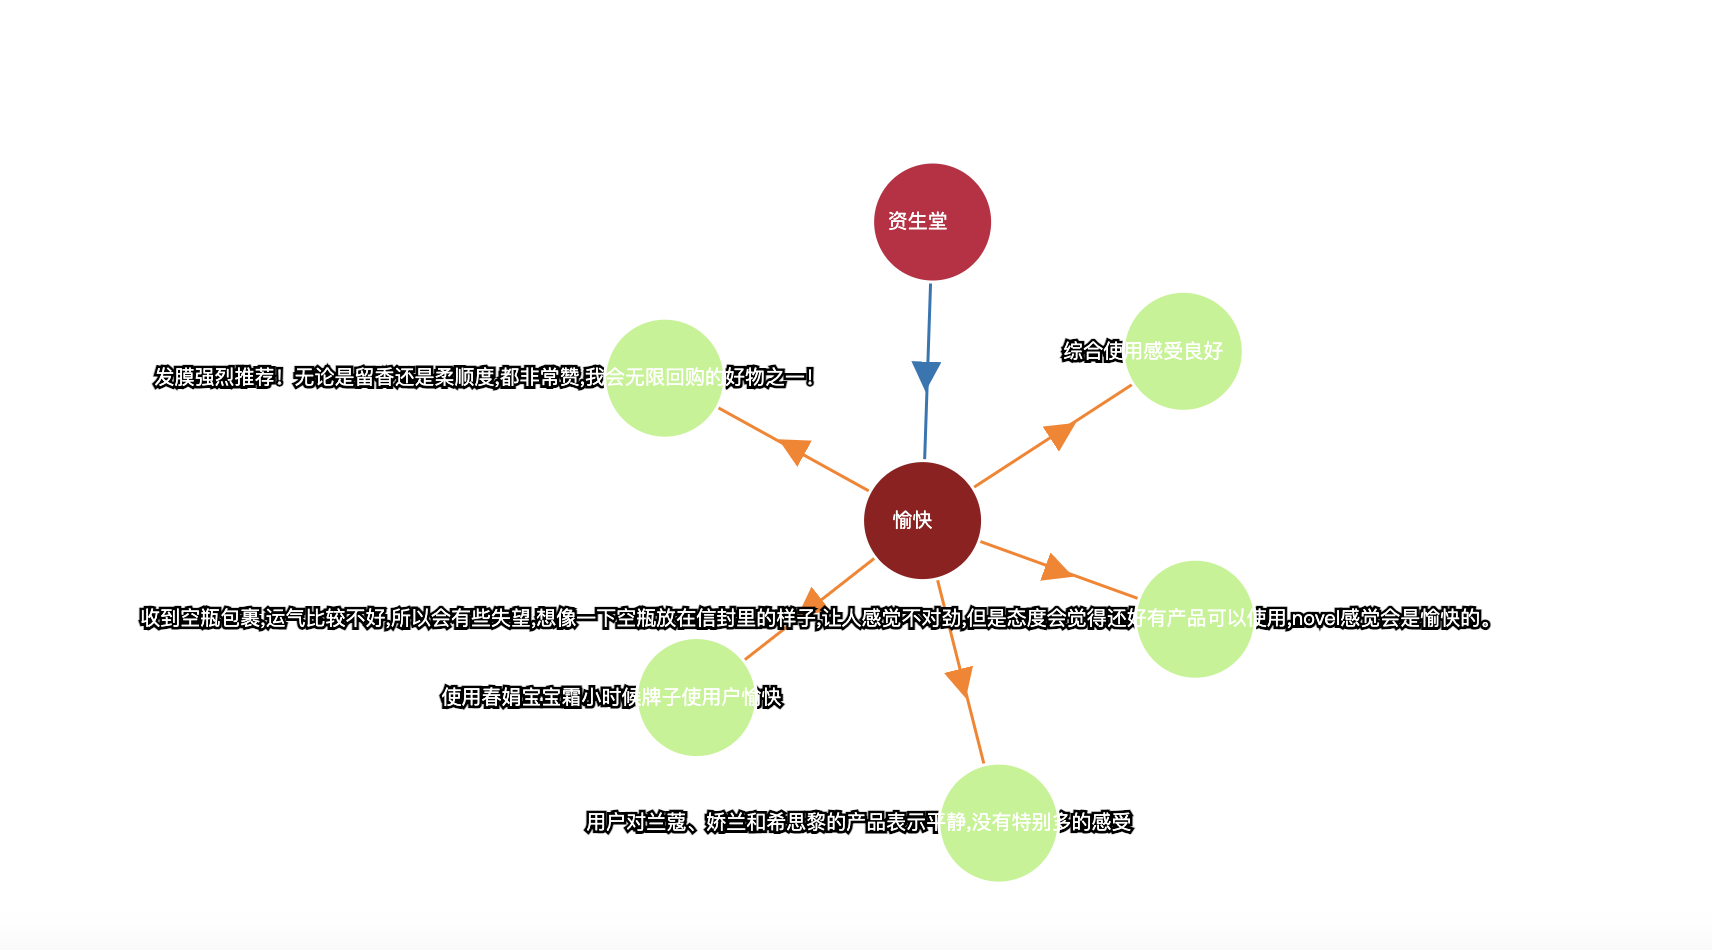 资生堂
综合使用感受良好
发膜强烈推荐！无论是留香还是柔顺度,都非常赞,我会无限回购的好物之一！
愉快
收到空瓶包裹,运气比较不好,所以会有些失望,想像一下空瓶放在信封里的样子,让人感觉不对劲,但是态度会觉得还好有产品可以使用,novel感觉会是愉快的。
使用春娟宝宝霜小时候牌子使用户愉快
用户对兰蔻、娇兰和希思黎的产品表示平静,没有特别多的感受